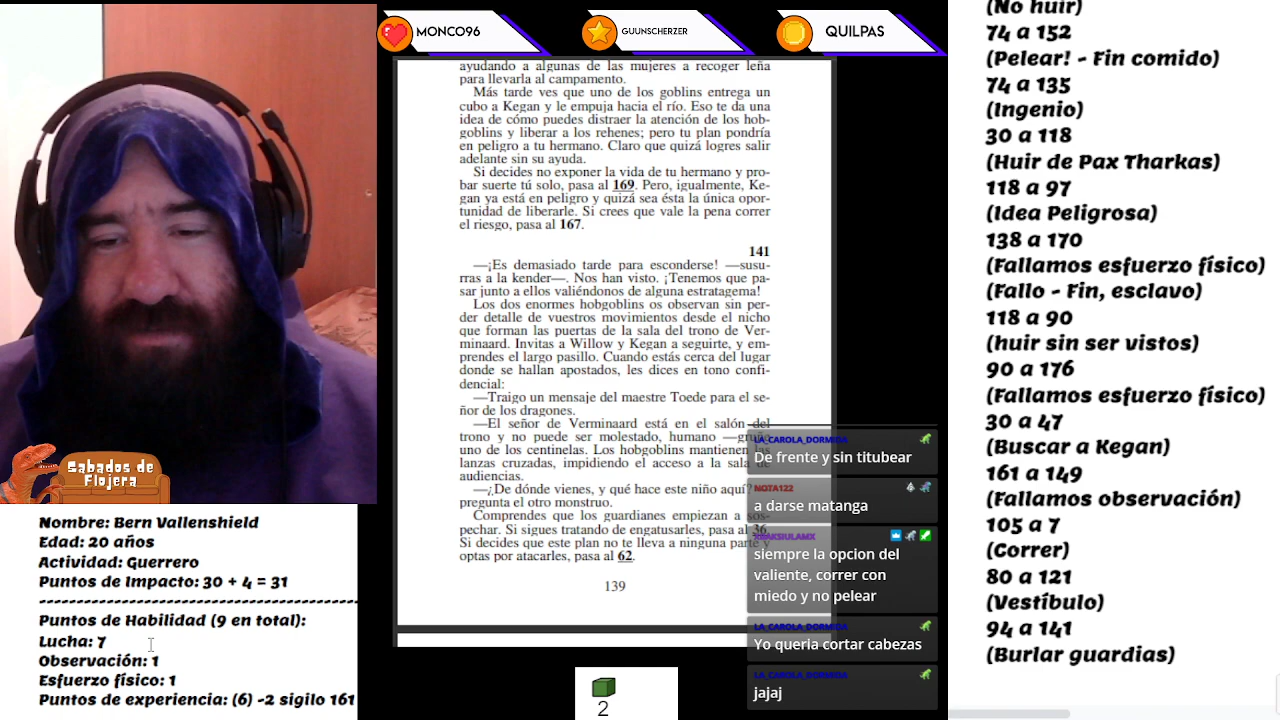 MONCO96
GUUNSCHERZER
QUILPAS
ayudando a algunas de las mujeres a recoger leña
para llevarla al campamento.
Más tarde ves que uno de los goblins entrega un
cubo a Kegan y le empuja hacia el río. Eso te da una
idea de cómo puedes distraer la atención de los hob-
goblins y liberar a los rehenes; pero tu plan pondría
en peligro a tu hermano. Claro que quizá logres salir
adelante sin su ayuda.
Si decides no exponer la vida de tu hermano y pro-
bar suerte tú solo, pasa al 169. Pero, igualmente, Ke-
gan ya está en peligro y quizá sea ésta la única opor-
tunidad de liberarle. Si crees que vale la pena correr
el riesgo, pasa al 167.
141
—¡Es demasiado tarde para esconderse! —susu-
rras a la kender—. Nos han visto. ¡Tenemos que pa-
sar junto a ellos valiéndonos de alguna estratagema!
Los dos enormes hobgoblins os observan sin per-
der detalle de vuestros movimientos desde el nicho
que forman las puertas de la sala del trono de Ver-
minaard. Invitas a Willow y Kegan a seguirte, y em-
prendes el largo pasillo. Cuando estás cerca del lugar
donde se hallan apostados, les dices en tono confi-
dencial:
—Traigo un mensaje del maestre Toede para el se-
ñor de los dragones.
—El señor de Verminaard está en el salón del
trono y no puede ser molestado, humano —gruñe
uno de los centinelas. Los hobgoblins mantienen las
lanzas cruzadas, impidiendo el acceso a la sala de
audiencias.
—¿De dónde vienes, y qué hace este niño aquí?
pregunta el otro monstruo.
Comprendes que los guardianes empiezan a sos-
pechar. Si sigues tratando de engatusarles, pasa al 36.
Si decides que este plan no te lleva a ninguna parte y
optas por atacarles, pasa al 62.
139
LA_CAROLA_DORMIDA
De frente y sin titubear
NOTA122
a darse matanga
siempre la opcion del
valiente, correr con
miedo y no pelear
LA_CAROLA_DORMIDA
Yo queria cortar cabezas
LA_CAROLA_DORMIDA
jajaj
2
Sabados de
Flojera
Nombre: Bern Vallenshield
Edad: 20 años
Actividad: Guerrero
Puntos de Impacto: 30 + 4 = 31
Puntos de Habilidad (9 en total):
Lucha: 7
Observación: 1
Esfuerzo físico: 1
Puntos de experiencia: (6) -2 sigilo 161
(No huir)
74 a 152
(Pelear! - Fin comido)
74 a 135
(Ingenio)
30 a 118
(Huir de Pax Tharkas)
118 a 97
(Idea Peligrosa)
138 a 170
(Fallamos esfuerzo físico)
(Fallo - Fin, esclavo)
118 a 90
(huir sin ser vistos)
90 a 176
(Fallamos esfuerzo físico)
30 a 47
(Buscar a Kegan)
161 a 149
(Fallamos observación)
105 a 7
(Correr)
80 a 121
(Vestíbulo)
94 a 141
(Burlar guardias)